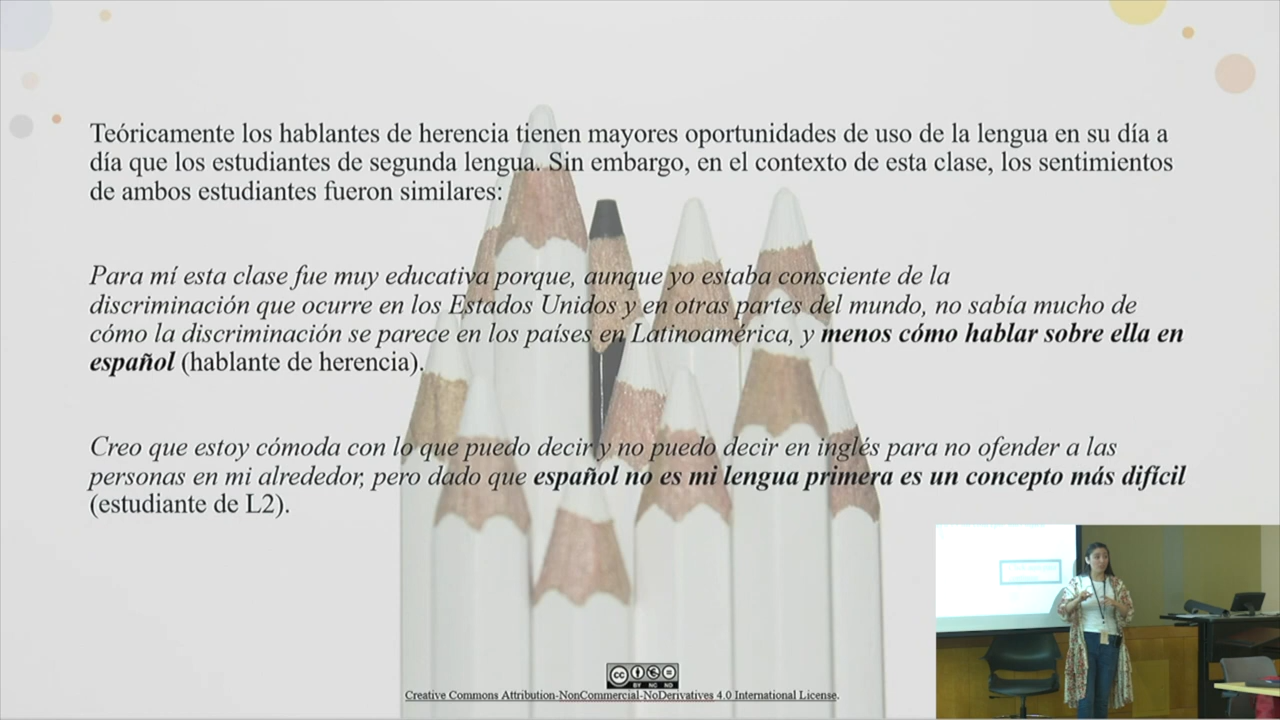 Teóricamente los hablantes de herencia tienen mayores oportunidades de uso de la lengua en su día a
día que los estudiantes de segunda lengua. Sin embargo, en el contexto de esta clase, los sentimientos
de ambos estudiantes fueron similares:
Para mí esta clase fue muy educativa porque, aunque yo estaba consciente de la
discriminación que ocurre en los Estados Unidos y en otras partes del mundo, no sabía mucho de
cómo la discriminación se parece en los países en Latinoamérica, y menos cómo hablar sobre ella en
español (hablante de herencia).
Creo que estoy cómoda con lo que puedo decir y no puedo decir en inglés para no ofender a las
personas en mi alrededor, pero dado que español no es mi lengua primera es un concepto más difícil
(estudiante de L2).
cc
BY NC ND
Creative Commons Attribution-NonCommercial-NoDerivatives 4.0 International License.